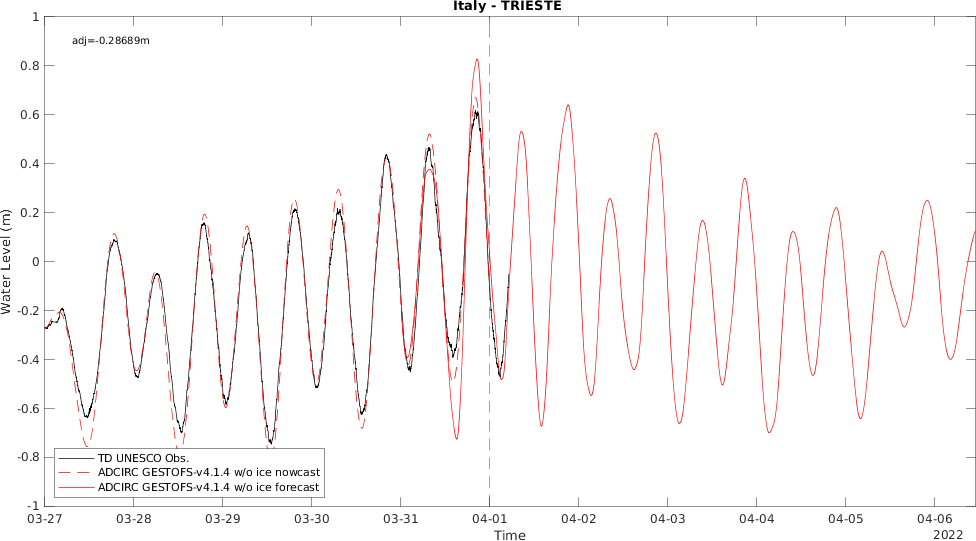 Italy - TRIESTE
adj=-0.28689m
1
0.8
0.6
0.4
0.2
0
-0.2
-0.4
-0.6
-0.8
-1
Water Level (m)
TD UNESCO Obs.
ADCIRC GESTOFS-v4.1.4 w/o ice nowcast
ADCIRC GESTOFS-v4.1.4 w/o ice forecast
03-27 03-28 03-29 03-30 03-31 04-01 04-02 04-03 04-04 04-05 04-06
Time
2022